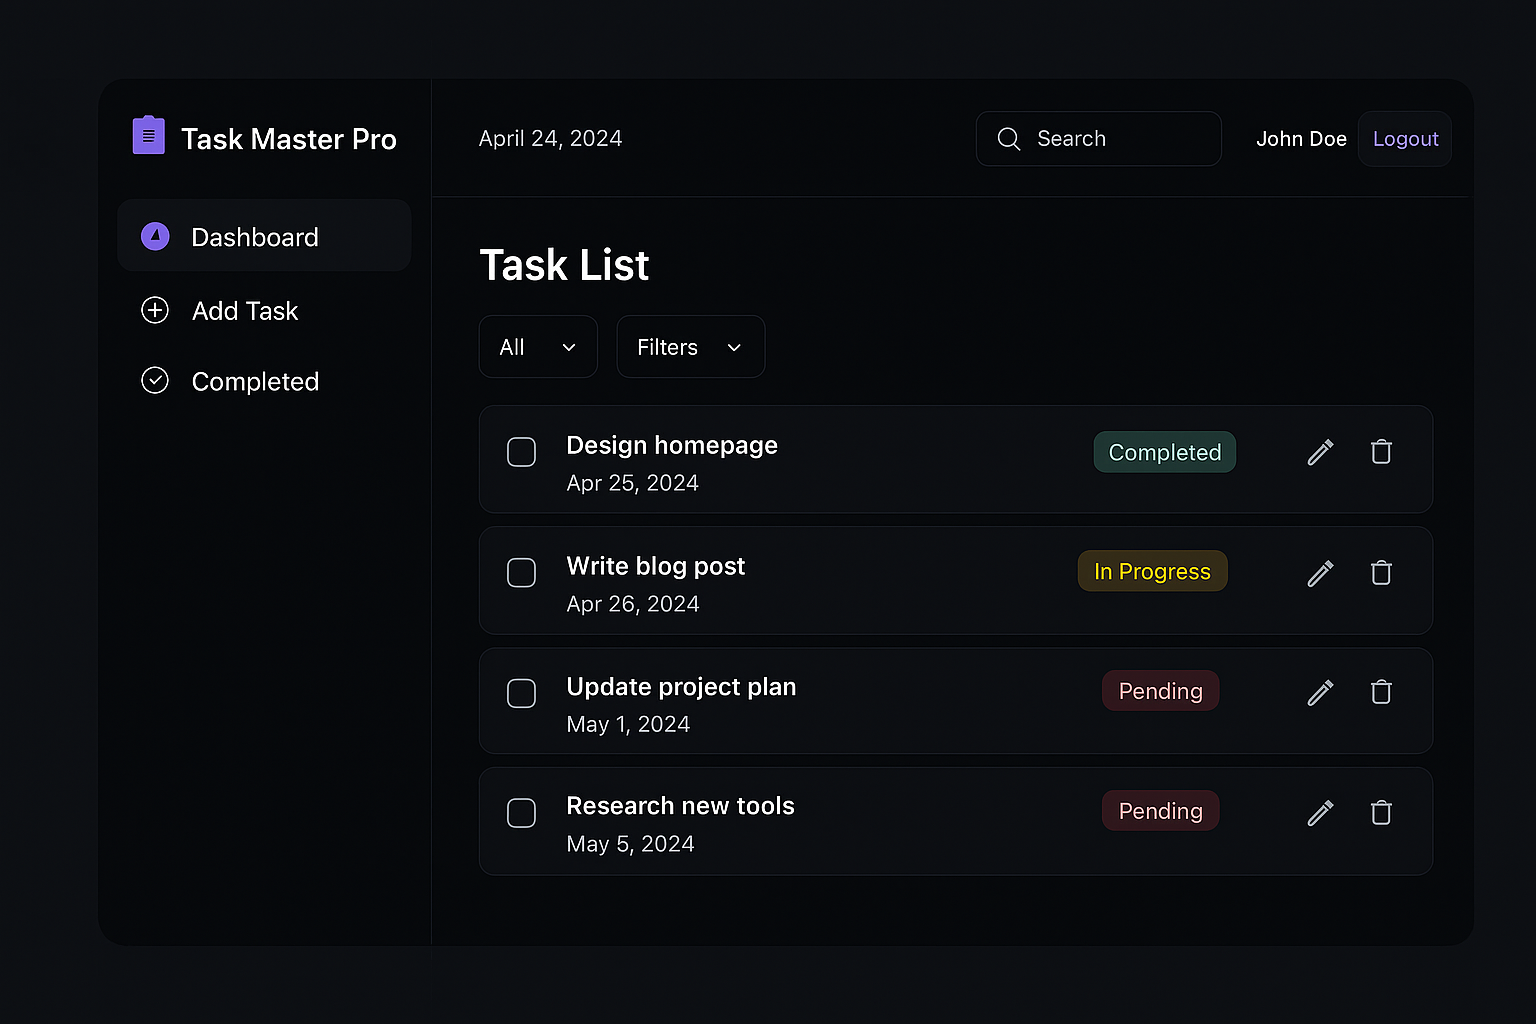 Task Master Pro
Dashboard
Add Task
Completed
April 24, 2024
Search
John Doe
Logout
Task List
All
Filters
Design homepage
Apr 25, 2024
Completed
Write blog post
Apr 26, 2024
In Progress
Update project plan
May 1, 2024
Pending
Research new tools
May 5, 2024
Pending